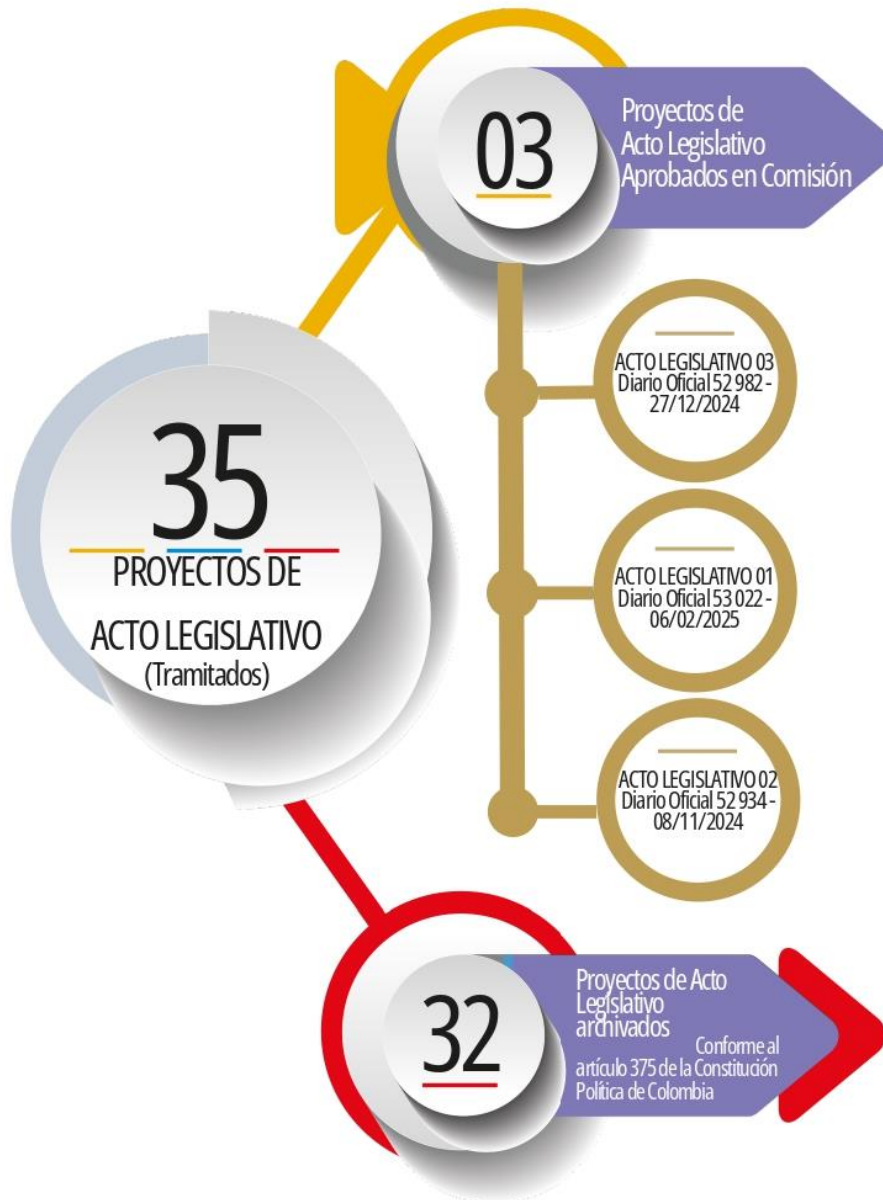 03
Proyectos de
Acto Legislativo
Aprobados en Comisión
ACTO LEGISLATIVO 03
Diario Oficial 52 982 -
27/12/2024
35
PROYECTOS DE
ACTO LEGISLATIVO
(Tramitados)
ACTO LEGISLATIVO 01
Diario Oficial 53 022 -
06/02/2025
ACTO LEGISLATIVO 02
Diario Oficial 52 934 -
08/11/2024
32
Proyectos de Acto
Legislativo
archivados
Conforme al
artículo 375 de la Constitución
Política de Colombia